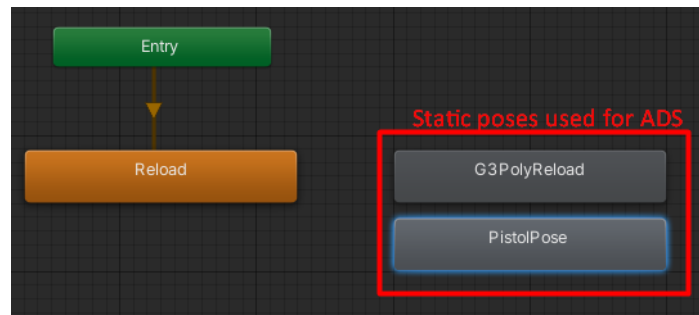 Entry
Static poses used for ADS
Reload
G3PolyReload
PistolPose